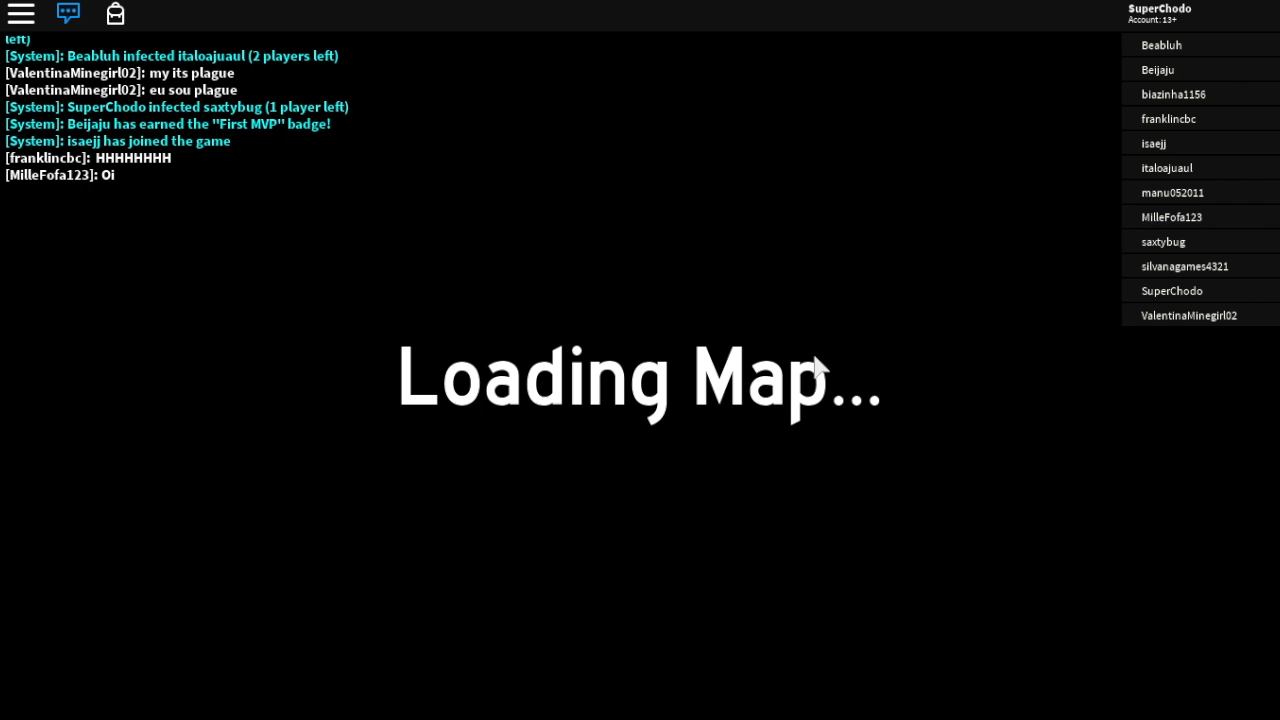 SuperChodo
Account: 13+
left)
[System]: Beabluh infected italoajuaul (2 players left)
[ValentinaMinegirl02]: my its plague
[ValentinaMinegirl02]: eu sou plague
[System]: SuperChodo infected saxtybug (1 player left)
[System]: Beijaju has earned the "First MVP" badge!
[System]: isaejj has joined the game
[franklincbc]: HHHHHHHH
[MilleFofa123]: Oi
Beabluh
Beijaju
biazinha1156
franklincbc
isaejj
italoajuaul
manu052011
MilleFofa123
saxtybug
silvanagames4321
SuperChodo
ValentinaMinegirl02
Loading Map...